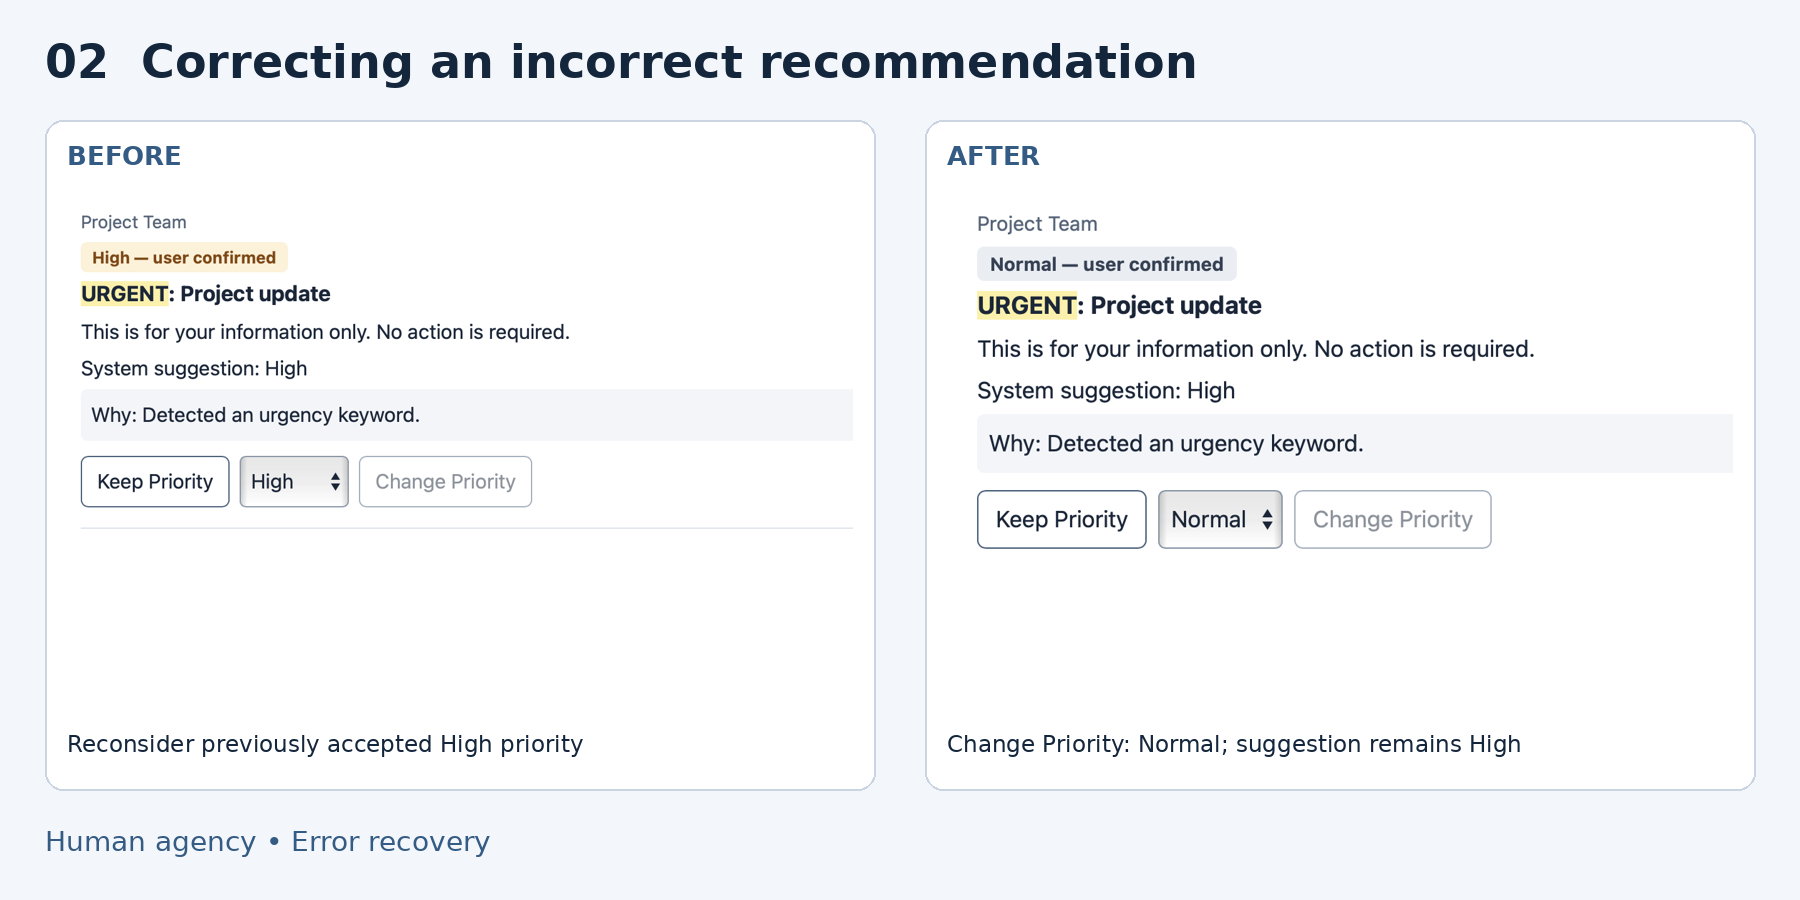 02 Correcting an incorrect recommendation
BEFORE
Project Team
High — user confirmed
URGENT: Project update
This is for your information only. No action is required.
System suggestion: High
Why: Detected an urgency keyword.
Keep Priority High Change Priority
Reconsider previously accepted High priority
AFTER
Project Team
Normal — user confirmed
URGENT: Project update
This is for your information only. No action is required.
System suggestion: High
Why: Detected an urgency keyword.
Keep Priority Normal Change Priority
Change Priority: Normal; suggestion remains High
Human agency • Error recovery